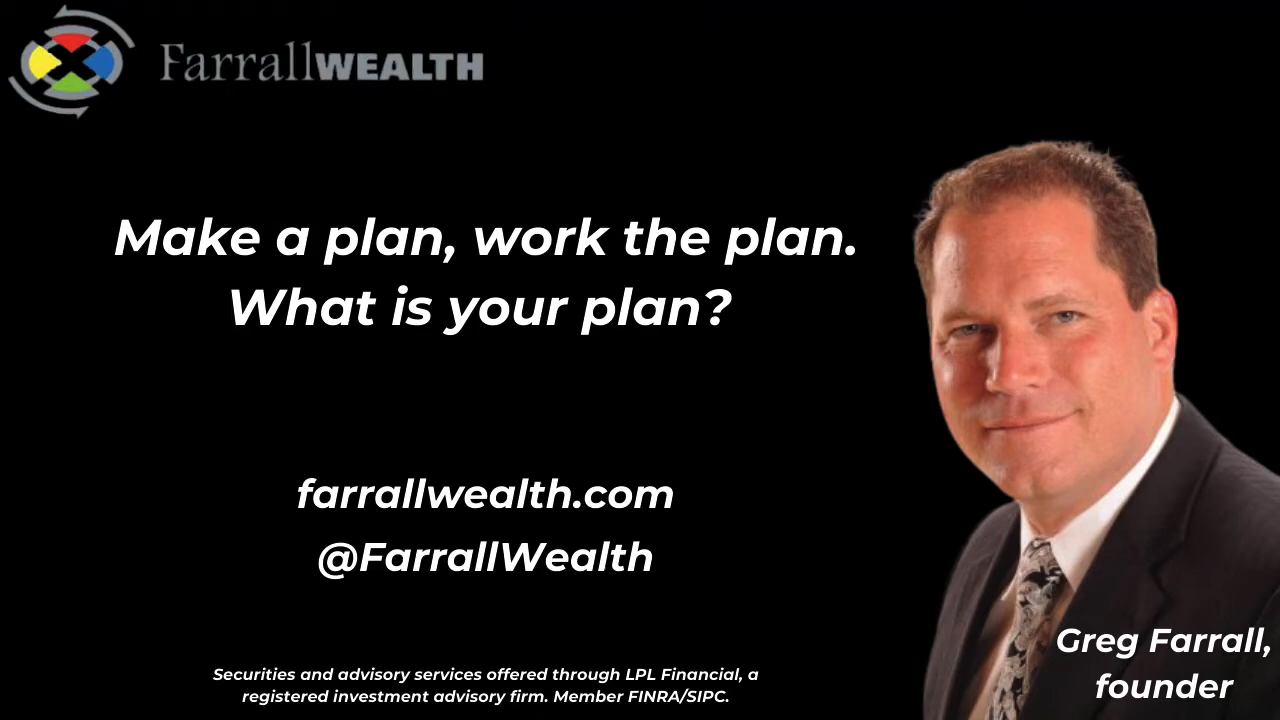 FarrallWEALTH
Make a plan, work the plan.
What is your plan?
farrallwealth.com
@FarrallWealth
Greg Farrall,
founder
Securities and advisory services offered through LPL Financial, a
registered investment advisory firm. Member FINRA/SIPC.